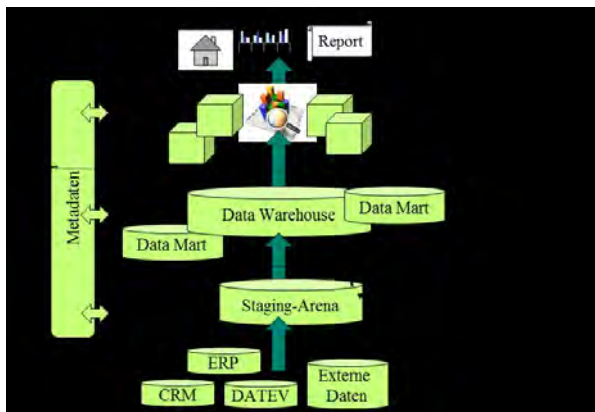 Report
Metadaten
Data Warehouse
Data Mart
Data Mart
Staging-Arena
ERP
CRM
DATEV
Externe
Daten